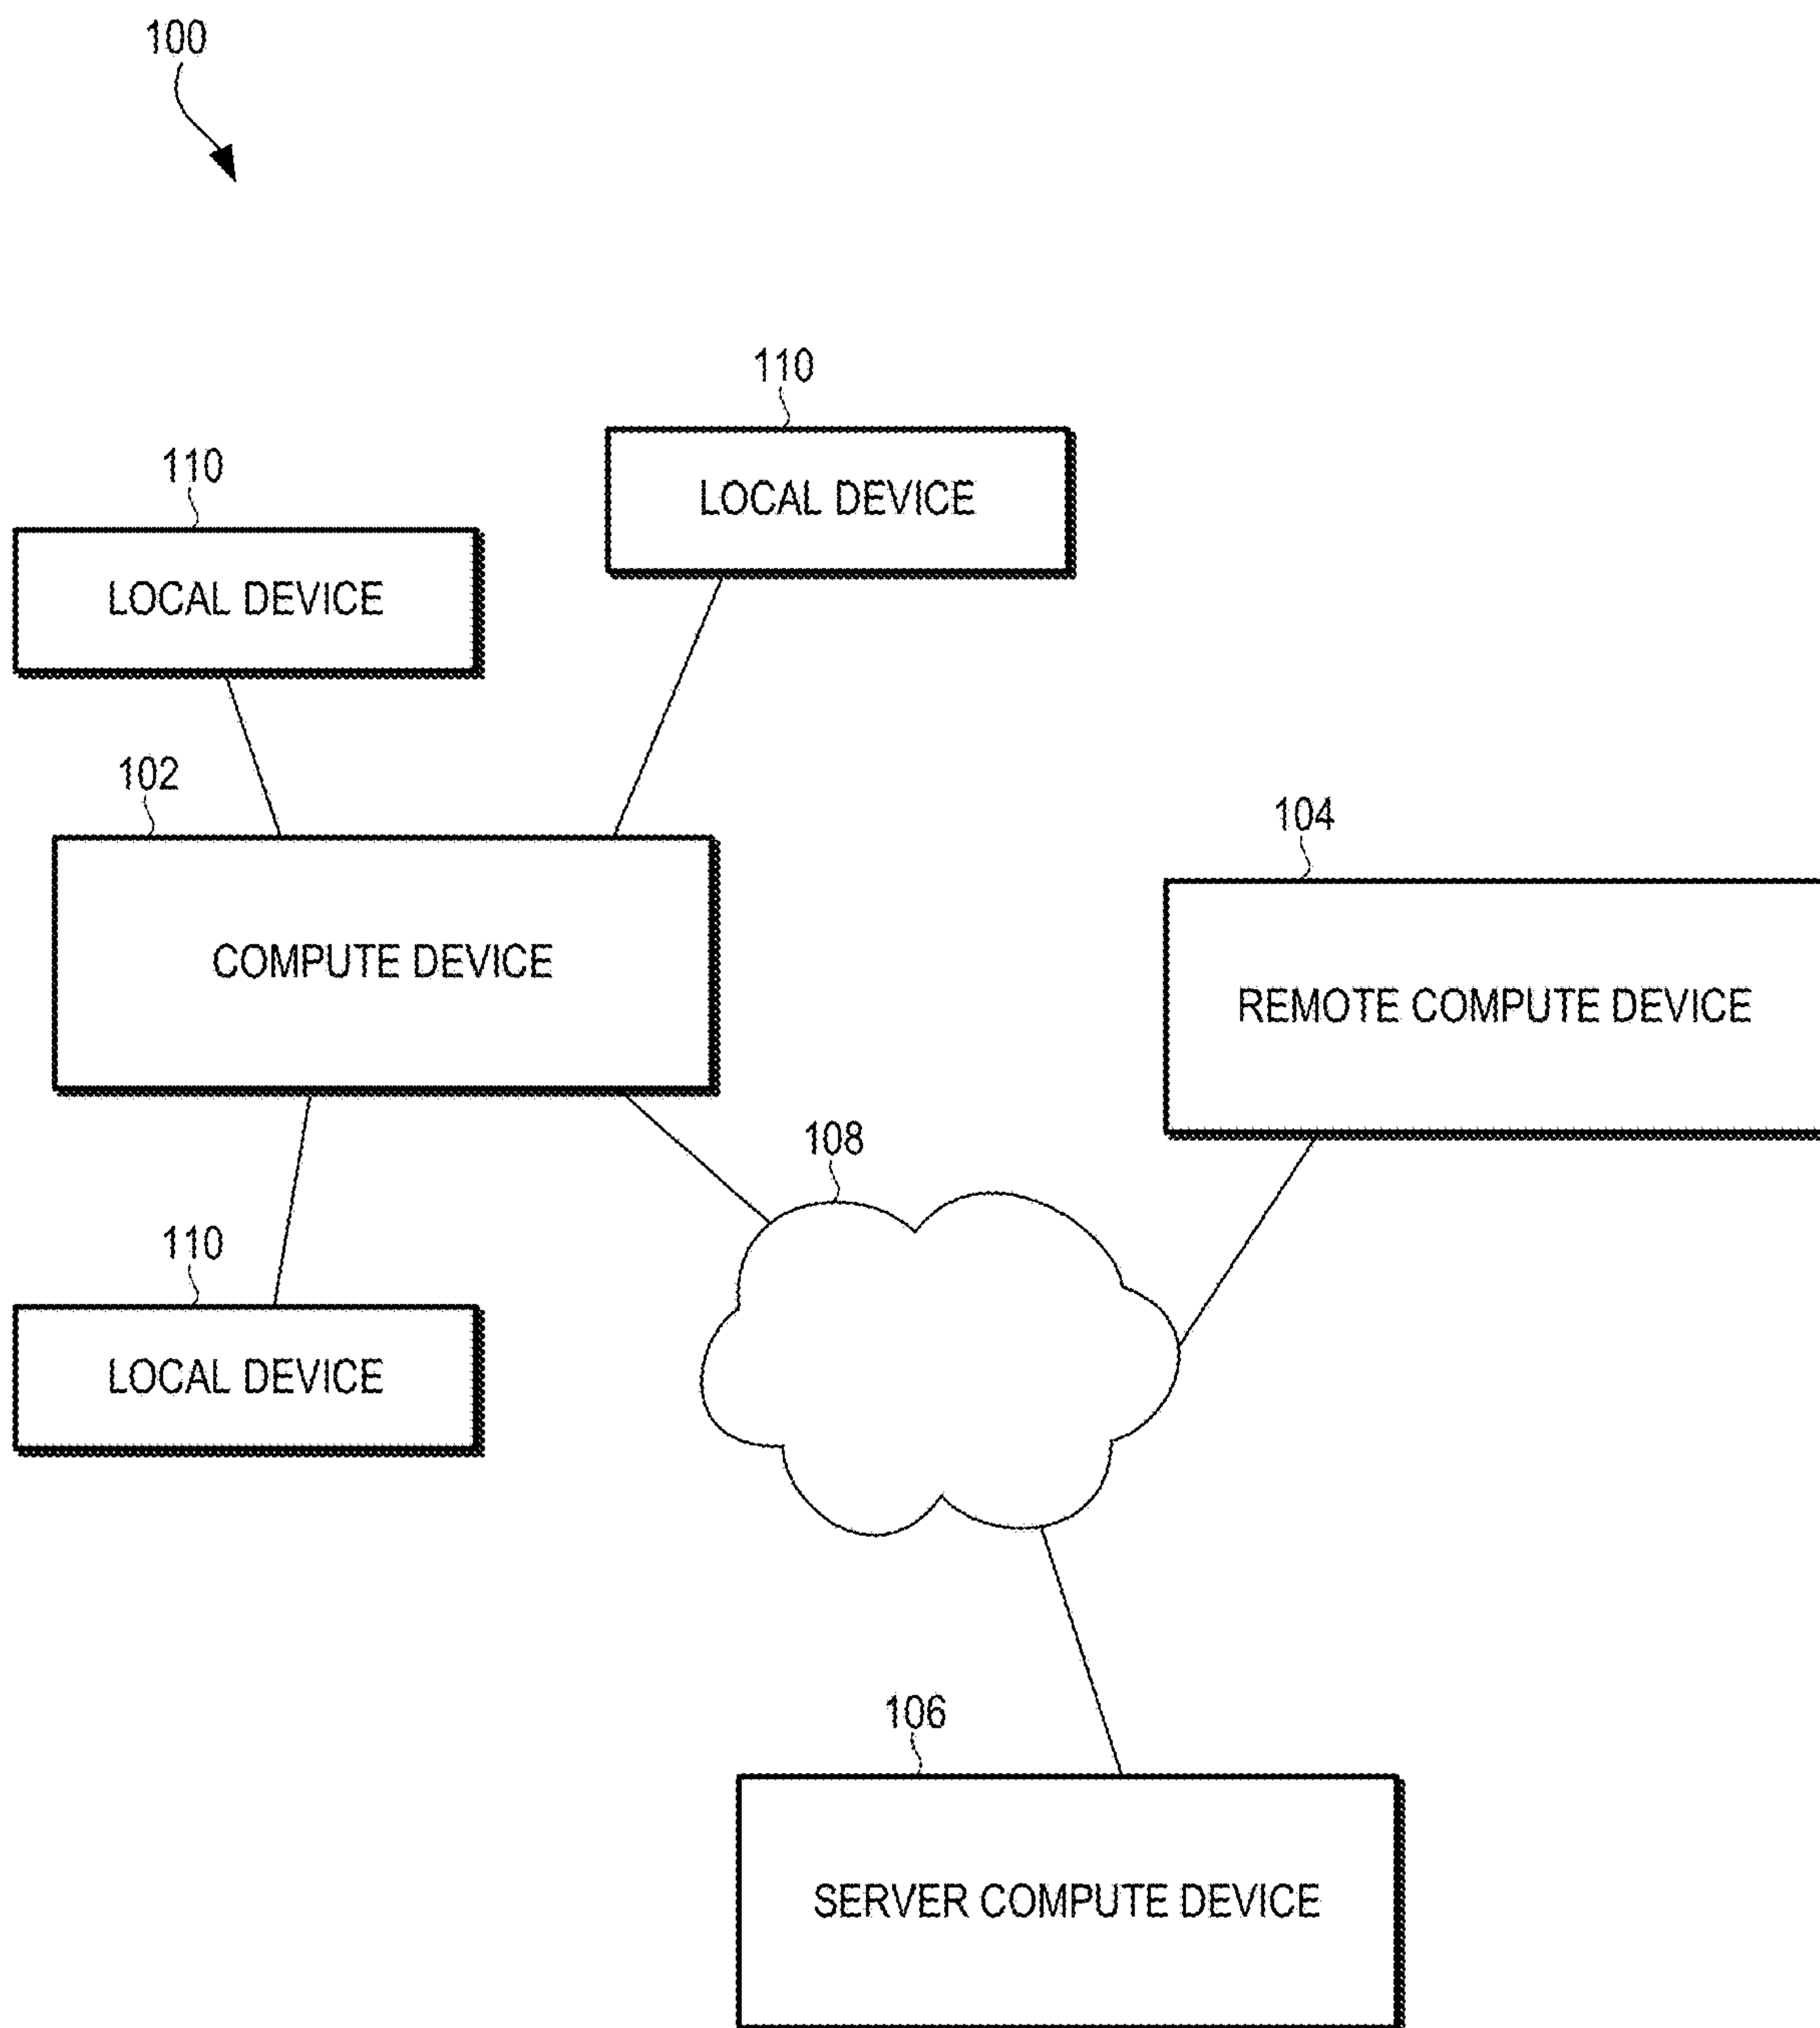 100
110
LOCAL DEVICE
110
LOCAL DEVICE
102
COMPUTE DEVICE
104
REMOTE COMPUTE DEVICE
108
110
LOCAL DEVICE
106
SERVER COMPUTE DEVICE